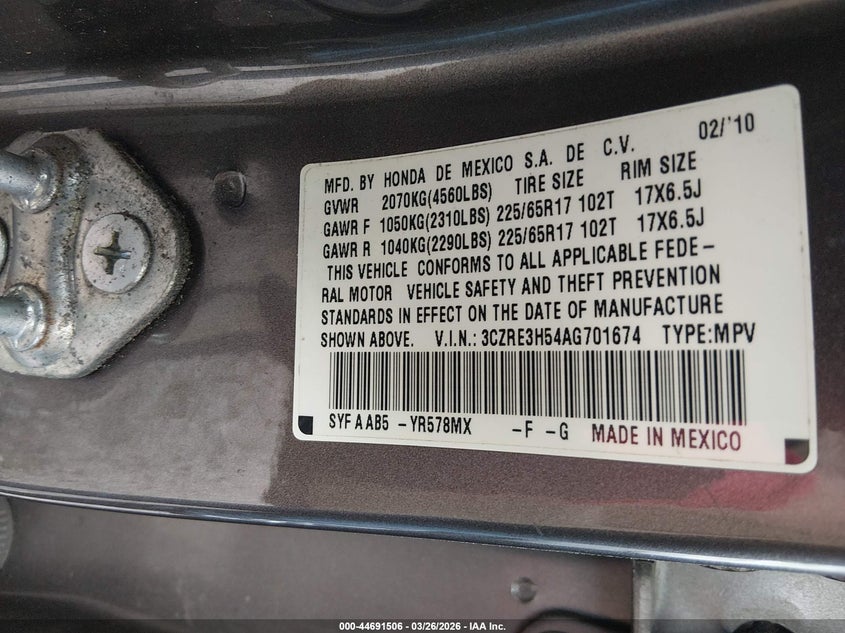 02/'10
MFD. BY HONDA DE MEXICO S.A. DE C.V.
GVWR 2070KG(4560LBS) TIRE SIZE RIM SIZE
GAWR F 1050KG(2310LBS) 225/65R17 102T 17X6.5J
GAWR R 1040KG(2290LBS) 225/65R17 102T 17X6.5J
THIS VEHICLE CONFORMS TO ALL APPLICABLE FEDE-
RAL MOTOR VEHICLE SAFETY AND THEFT PREVENTION
STANDARDS IN EFFECT ON THE DATE OF MANUFACTURE
SHOWN ABOVE. V.I.N.: 3CZRE3H54AG701674 TYPE:MPV
SYF A AB5 -YR578MX -F -G MADE IN MEXICO
000-44691506 — 03/26/2026 — IAA Inc.